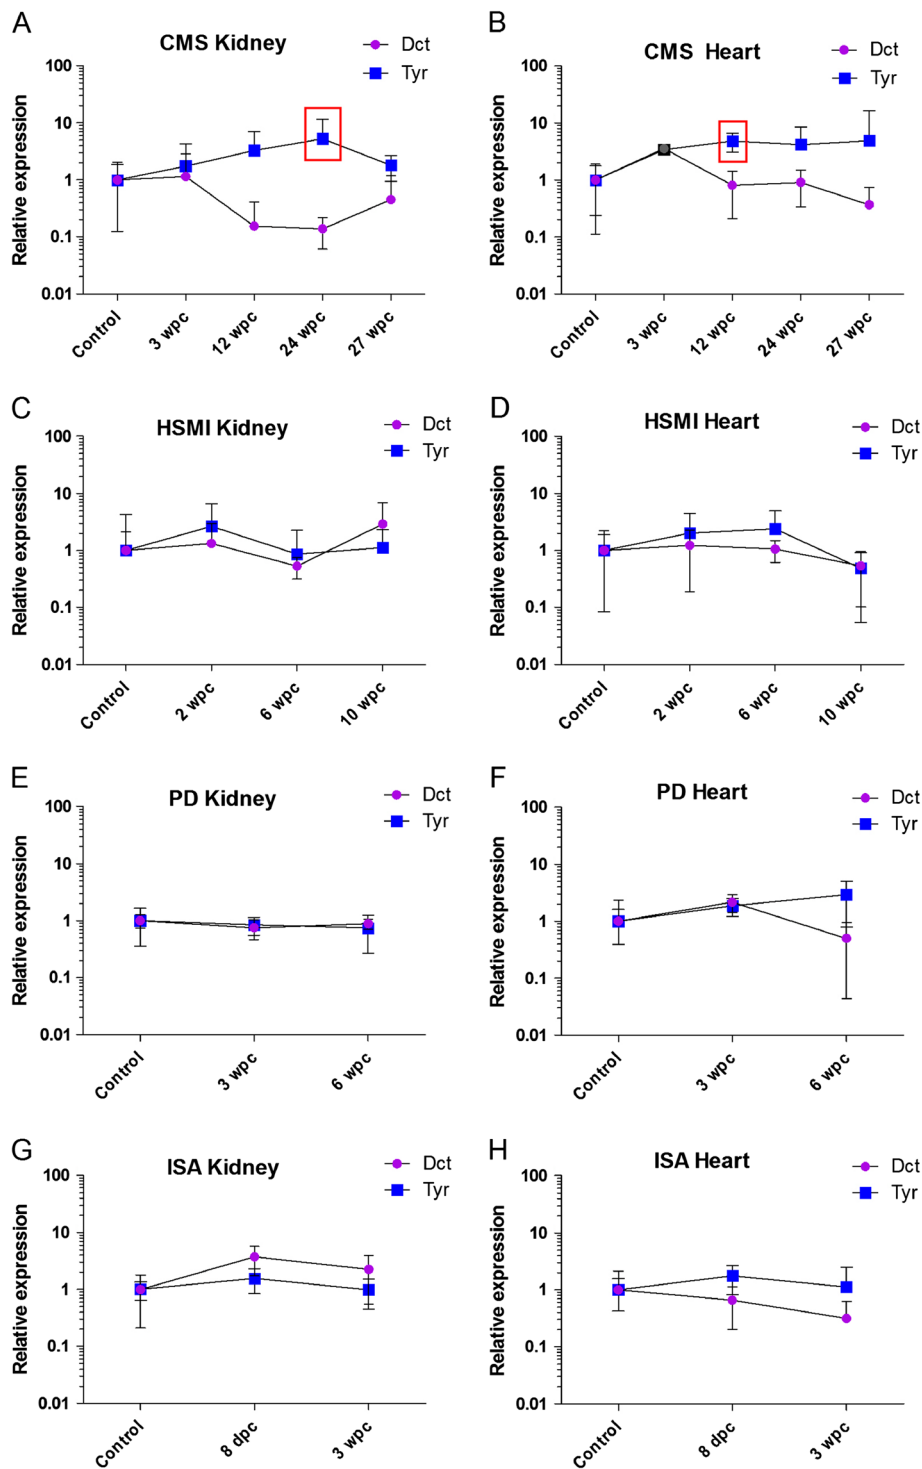 A
CMS Kidney
Dct
Tyr
Relative expression
100
10
1
0.1
0.01
Control
3 wpc
12 wpc
24 wpc
27 wpc
B
CMS Heart
Dct
Tyr
Relative expression
100
10
1
0.1
0.01
Control
3 wpc
12 wpc
24 wpc
27 wpc
C
HSMI Kidney
Dct
Tyr
Relative expression
100
10
1
0.1
0.01
Control
2 wpc
6 wpc
10 wpc
D
HSMI Heart
Dct
Tyr
Relative expression
100
10
1
0.1
0.01
Control
2 wpc
6 wpc
10 wpc
E
PD Kidney
Dct
Tyr
Relative expression
100
10
1
0.1
0.01
Control
3 wpc
6 wpc
F
PD Heart
Dct
Tyr
Relative expression
100
10
1
0.1
0.01
Control
3 wpc
6 wpc
G
ISA Kidney
Dct
Tyr
Relative expression
100
10
1
0.1
0.01
Control
8 dpc
3 wpc
H
ISA Heart
Dct
Tyr
Relative expression
100
10
1
0.1
0.01
Control
8 dpc
3 wpc